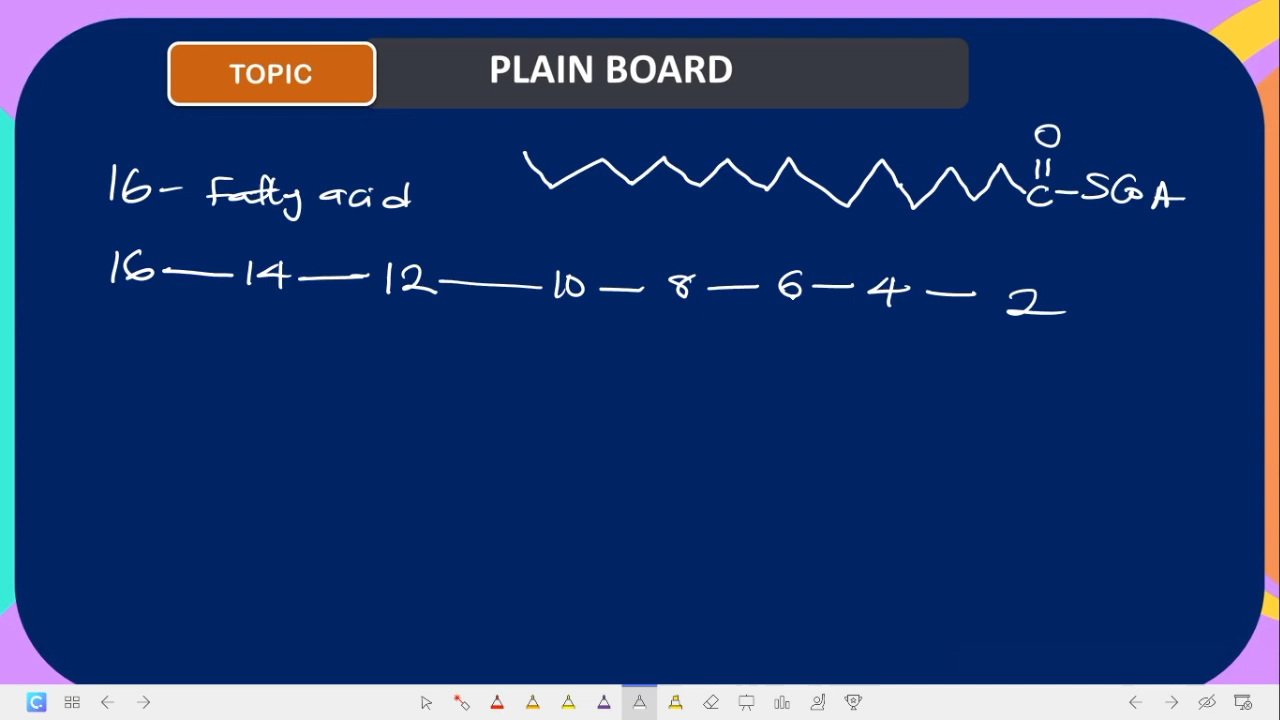 TOPIC
PLAIN BOARD
16- Fatty acid
O
C-SCoA
16 — 14 — 12 — 10 — 8 — 6 — 4 — 2